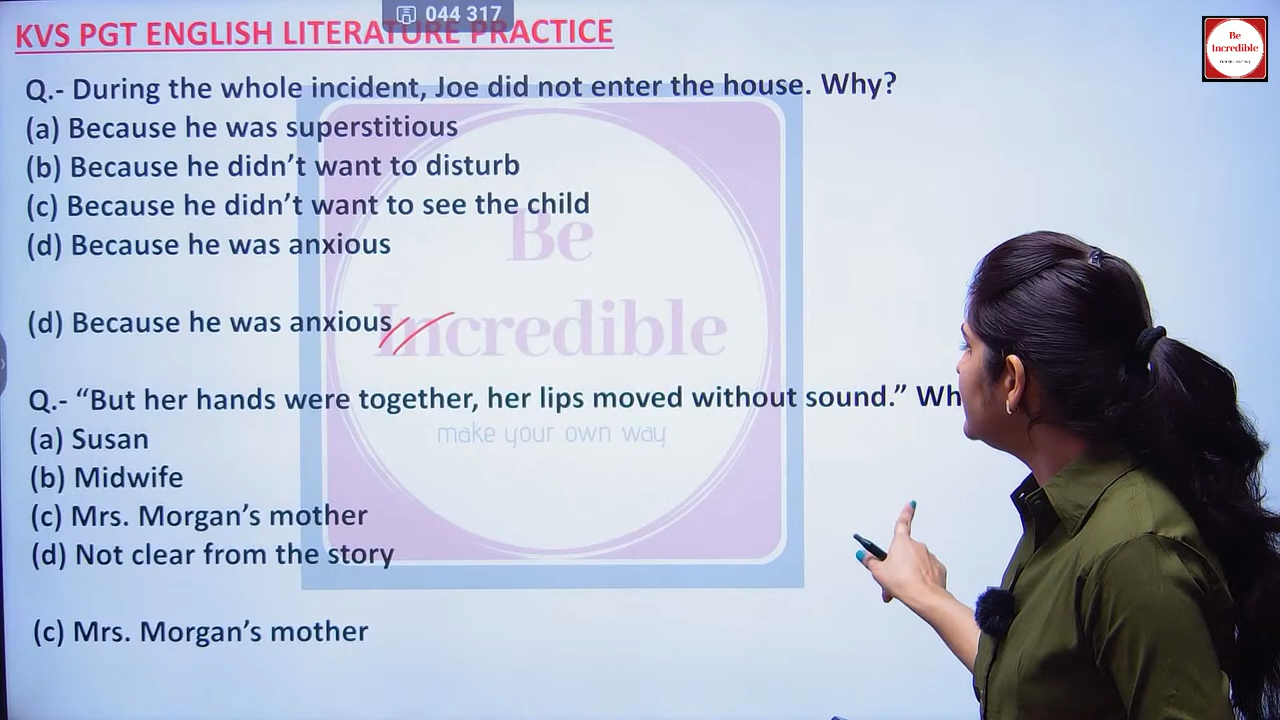 044 317
KVS PGT ENGLISH LITERATURE PRACTICE
Be
Incredible
Q.- During the whole incident, Joe did not enter the house. Why?
(a) Because he was superstitious
(b) Because he didn’t want to disturb
(c) Because he didn’t want to see the child
(d) Because he was anxious
(d) Because he was anxious
Be
Incredible
make your own way
Q.- “But her hands were together, her lips moved without sound.” Wh
(a) Susan
(b) Midwife
(c) Mrs. Morgan’s mother
(d) Not clear from the story
(c) Mrs. Morgan’s mother